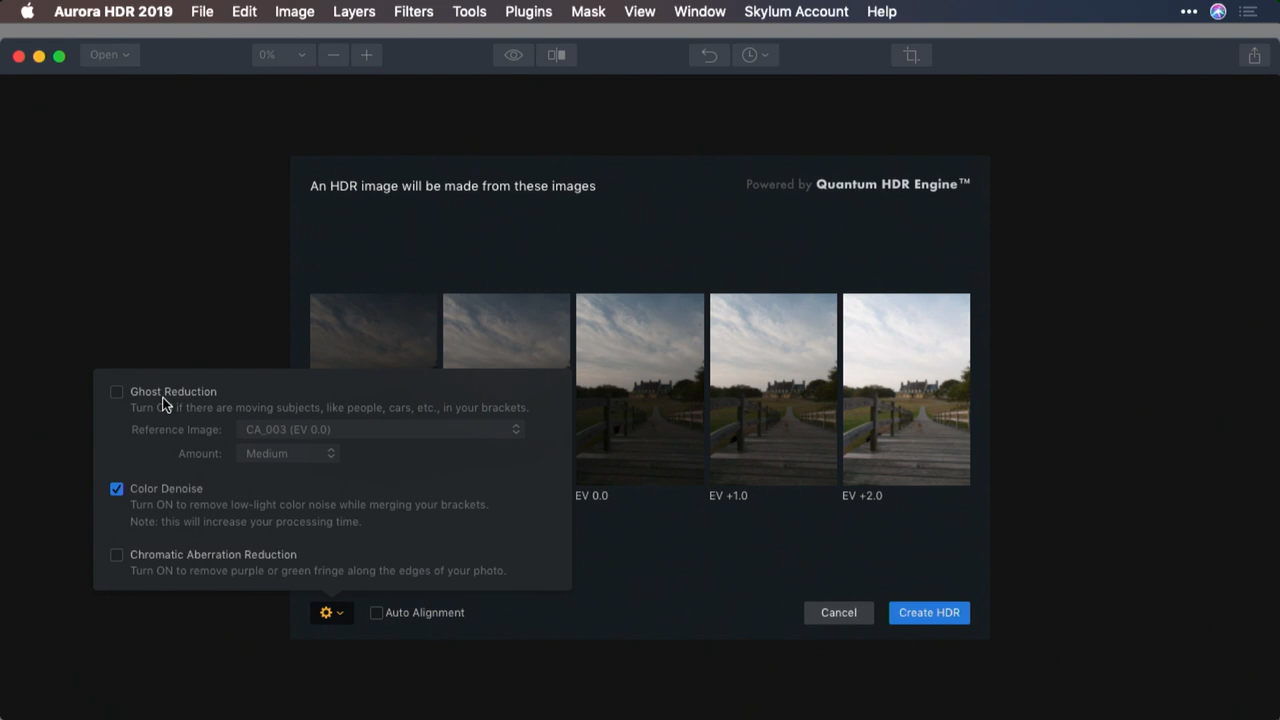 Aurora HDR 2019 File Edit Image Layers Filters Tools Plugins Mask View Window Skylum Account Help
Open 0%
An HDR image will be made from these images
Powered by Quantum HDR Engine™
Ghost Reduction
Turn ON if there are moving subjects, like people, cars, etc., in your brackets.
Reference Image: CA_003 (EV 0.0)
Amount: Medium
Color Denoise
Turn ON to remove low-light color noise while merging your brackets.
Note: this will increase your processing time.
Chromatic Aberration Reduction
Turn ON to remove purple or green fringe along the edges of your photo.
EV 0.0 EV +1.0 EV +2.0
Auto Alignment
Cancel Create HDR